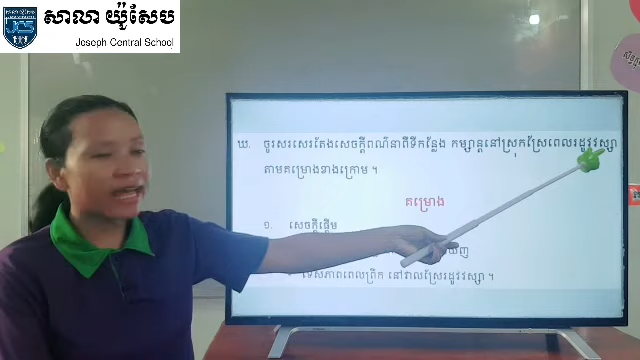 សាលា យ៉ូសែប
Joseph Central School
JCS
ឃ. ចូរសរសេរតែងសេចក្ដីពណ៌នាពីទីកន្លែង កម្សាន្តនៅស្រុកស្រែពេលរដូវវស្សា
តាមគម្រោងខាងក្រោម ។
គម្រោង
១. សេចក្ដីផ្ដើម
ទេសភាពពេលព្រឹក នៅវាលស្រែរដូវវស្សា ។